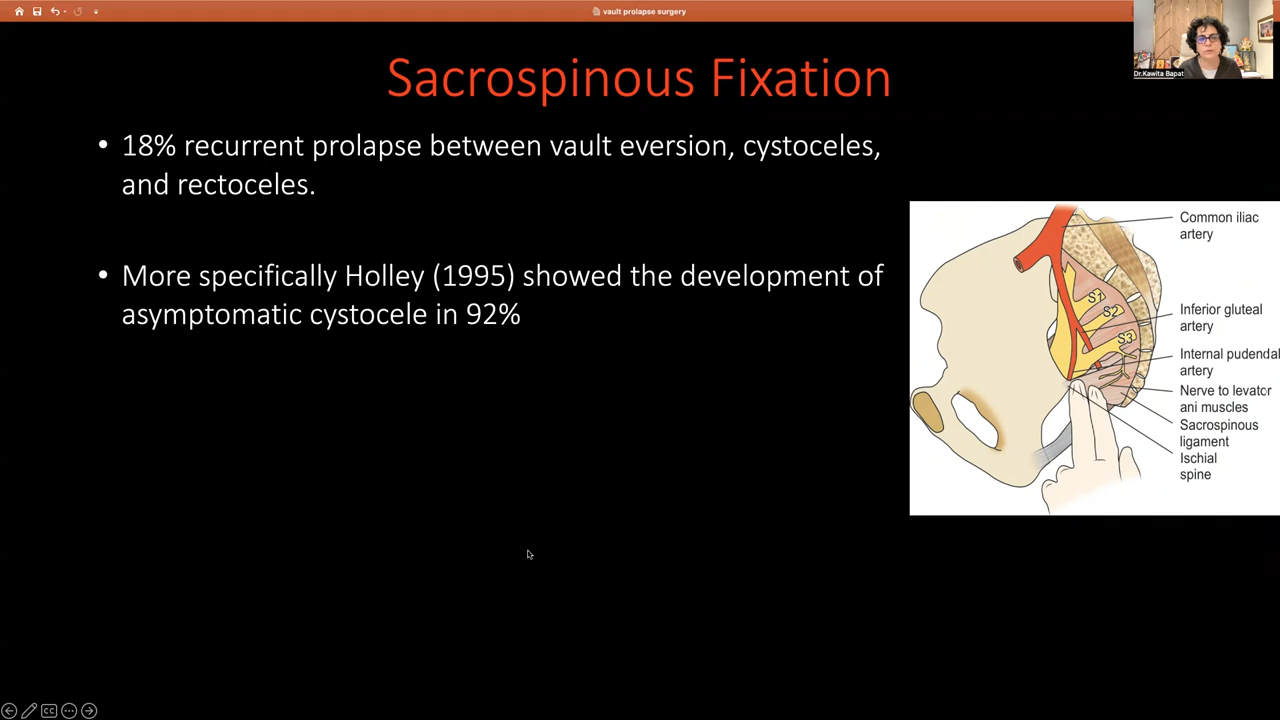 vault prolapse surgery
Dr.Kawita Bapat
Sacrospinous Fixation
• 18% recurrent prolapse between vault eversion, cystoceles,
and rectoceles.
• More specifically Holley (1995) showed the development of
asymptomatic cystocele in 92%
Common iliac
artery
S1
S2
Inferior gluteal
artery
S3
Internal pudendal
artery
Nerve to levator
ani muscles
Sacrospinous
ligament
Ischial
spine
CC